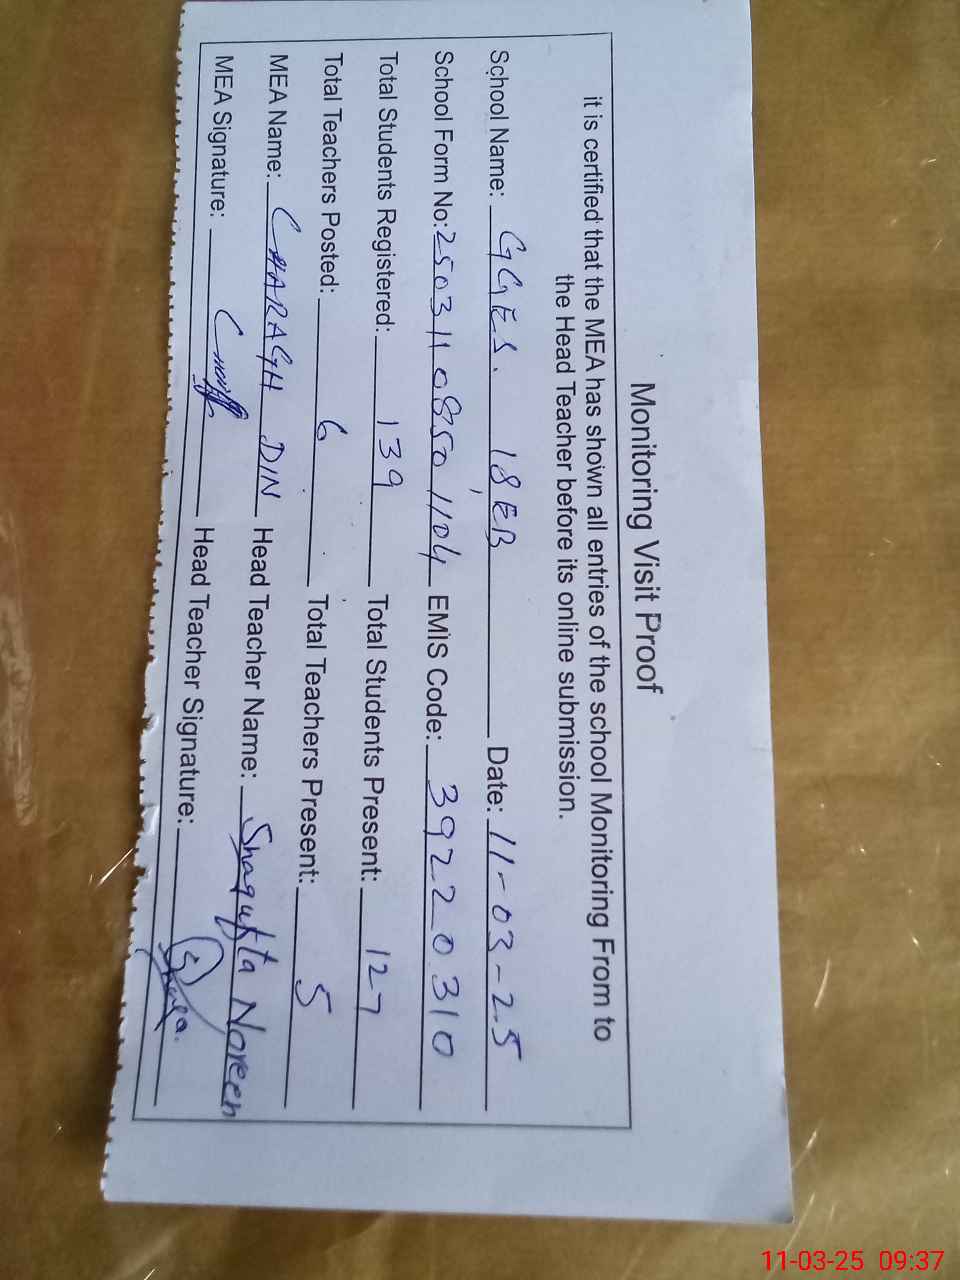 Monitoring Visit Proof
it is certified that the MEA has shown all entries of the school Monitoring From to
the Head Teacher before its online submission.
School Name: GGES. 18 EB Date: 11-03-25
School Form No: 250311 0850 1104 EMIS Code: 39220310
Total Students Registered: 139 Total Students Present: 127
Total Teachers Posted: 6 Total Teachers Present: 5
MEA Name: CHARAGH DIN Head Teacher Name: Shagufta Noreen
MEA Signature: Head Teacher Signature:
11-03-25 09:37